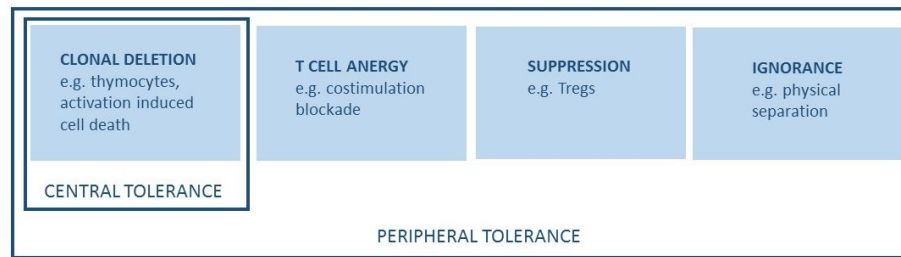 CLONAL DELETION
e.g. thymocytes,
activation induced
cell death
T CELL ANERGY
e.g. costimulation
blockade
SUPPRESSION
e.g. Tregs
IGNORANCE
e.g. physical
separation
CENTRAL TOLERANCE
PERIPHERAL TOLERANCE